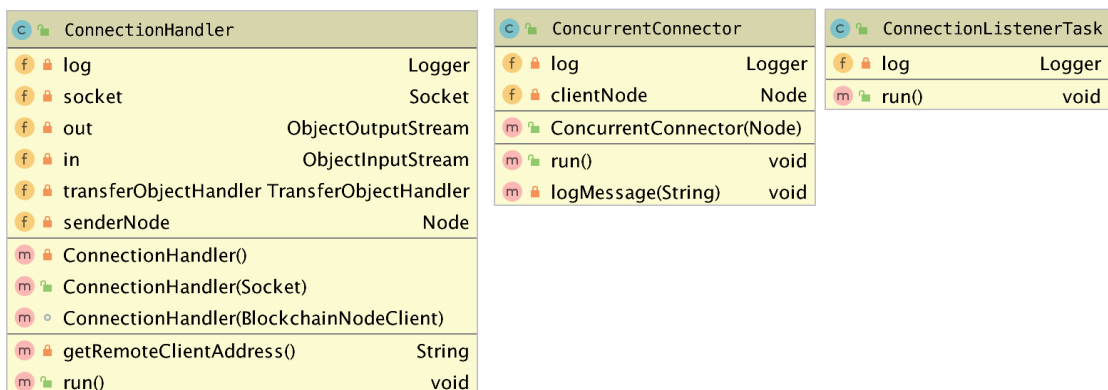 ConnectionHandler
log Logger
socket Socket
out ObjectOutputStream
in ObjectInputStream
transferObjectHandler TransferObjectHandler
senderNode Node
ConnectionHandler()
ConnectionHandler(Socket)
ConnectionHandler(BlockchainNodeClient)
getRemoteClientAddress() String
run() void
ConcurrentConnector
log Logger
clientNode Node
ConcurrentConnector(Node)
run() void
logMessage(String) void
ConnectionListenerTask
log Logger
run() void